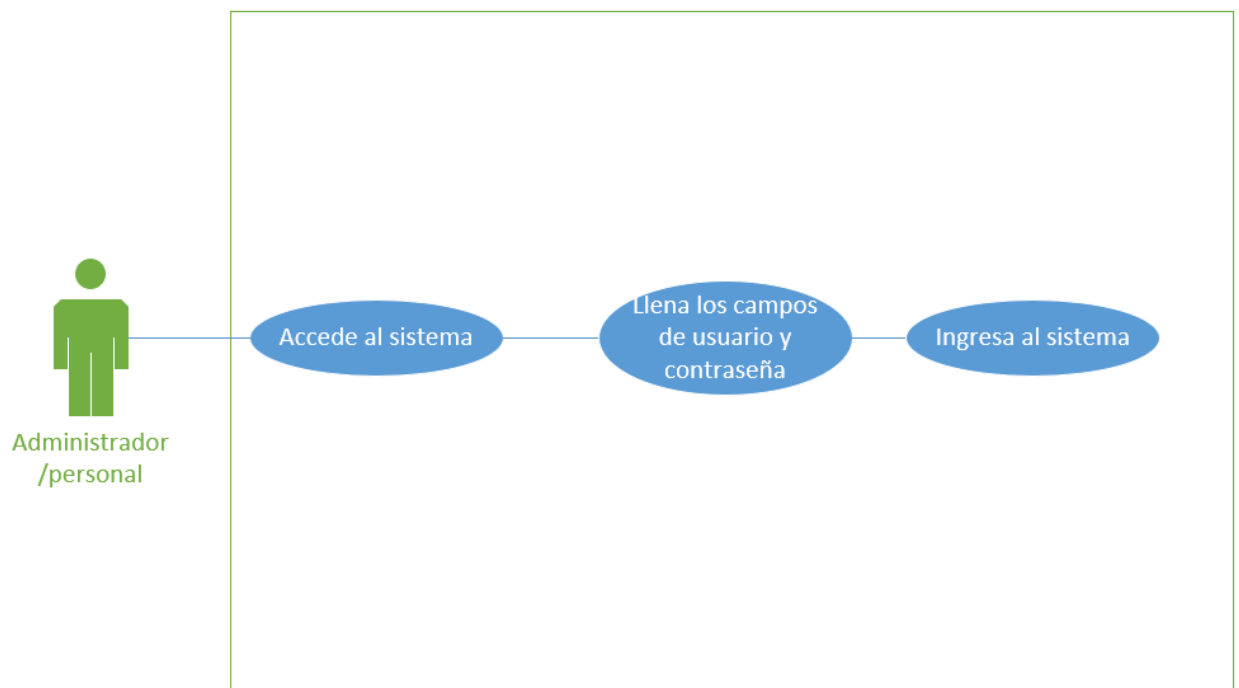 Accede al sistema
Llena los campos
de usuario y
contraseña
Ingresa al sistema
Administrador
/personal